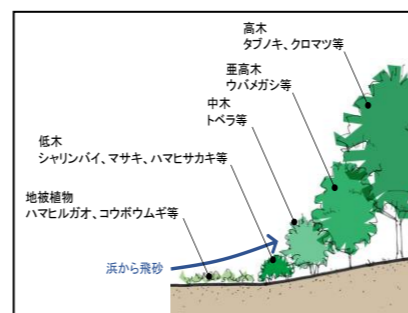 高木
タブノキ、クロマツ等
亜高木
ウバメガシ等
中木
トベラ等
低木
シャリンバイ、マサキ、ハマヒサカキ等
地被植物
ハマヒルガオ、コウボウムギ等
浜から飛砂